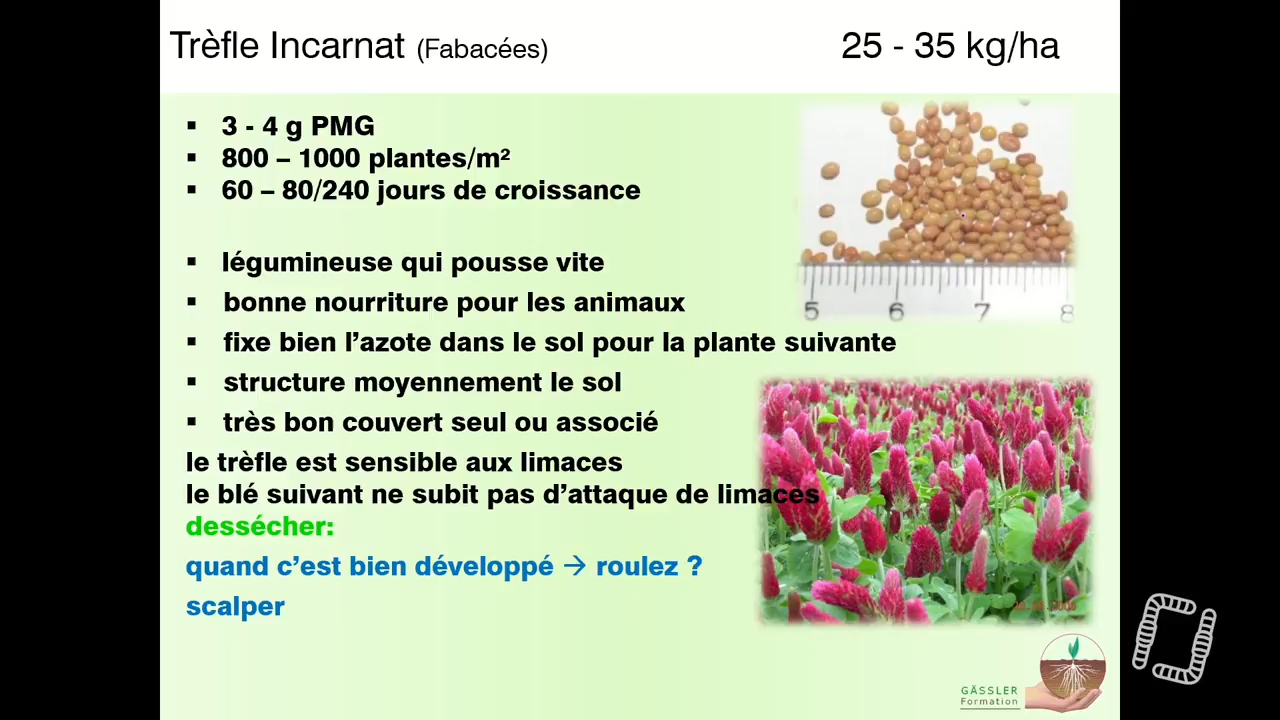 Trèfle Incarnat (Fabacées)
25 - 35 kg/ha
▪ 3 - 4 g PMG
▪ 800 – 1000 plantes/m²
▪ 60 – 80/240 jours de croissance
▪ légumineuse qui pousse vite
▪ bonne nourriture pour les animaux
▪ fixe bien l’azote dans le sol pour la plante suivante
▪ structure moyennement le sol
▪ très bon couvert seul ou associé
le trèfle est sensible aux limaces
le blé suivant ne subit pas d’attaque de limaces
dessécher:
quand c’est bien développé → roulez ?
scalper
5 6 7 8
GÄSSLER
Formation